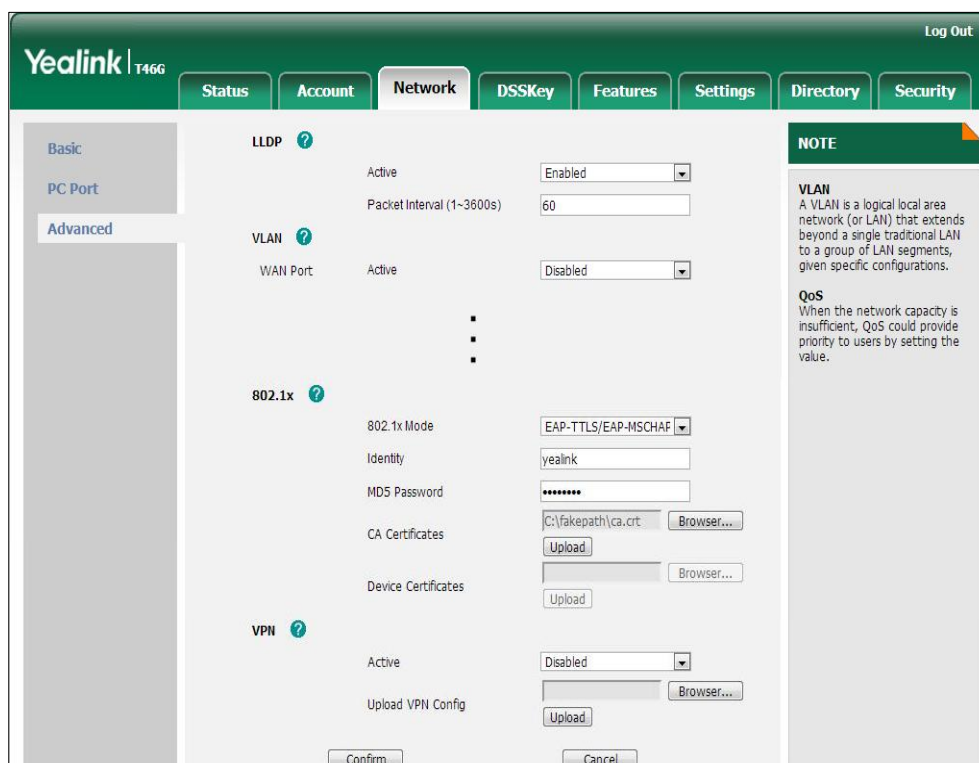 Log Out
Yealink | T46G
Status Account Network DSSKey Features Settings Directory Security
Basic
PC Port
Advanced
LLDP ?
Active Enabled
Packet Interval (1~3600s) 60
VLAN ?
WAN Port Active Disabled
802.1x ?
802.1x Mode EAP-TTLS/EAP-MSCHAP
Identity yealink
MD5 Password ••••••••
CA Certificates C:\fakepath\ca.crt Browser...
Upload
Device Certificates Browser...
Upload
VPN ?
Active Disabled
Upload VPN Config Browser...
Upload
Confirm Cancel
NOTE
VLAN
A VLAN is a logical local area
network (or LAN) that extends
beyond a single traditional LAN
to a group of LAN segments,
given specific configurations.
QoS
When the network capacity is
insufficient, QoS could provide
priority to users by setting the
value.